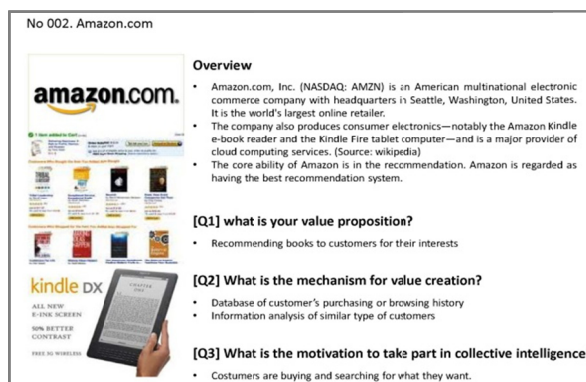 No 002. Amazon.com
amazon.com.
1 item added to Cart
kindle DX
ALL NEW
E-INK SCREEN
50% BETTER
CONTRAST
FREE 3G WIRELESS
Overview
• Amazon.com, Inc. (NASDAQ: AMZN) is an American multinational electronic
commerce company with headquarters in Seattle, Washington, United States.
It is the world's largest online retailer.
• The company also produces consumer electronics—notably the Amazon Kindle
e-book reader and the Kindle Fire tablet computer—and is a major provider of
cloud computing services. (Source: wikipedia)
• The core ability of Amazon is in the recommendation. Amazon is regarded as
having the best recommendation system.
[Q1] what is your value proposition?
• Recommending books to customers for their interests
[Q2] What is the mechanism for value creation?
• Database of customer's purchasing or browsing history
• Information analysis of similar type of customers
[Q3] What is the motivation to take part in collective intelligence
• Costumers are buying and searching for what they want.